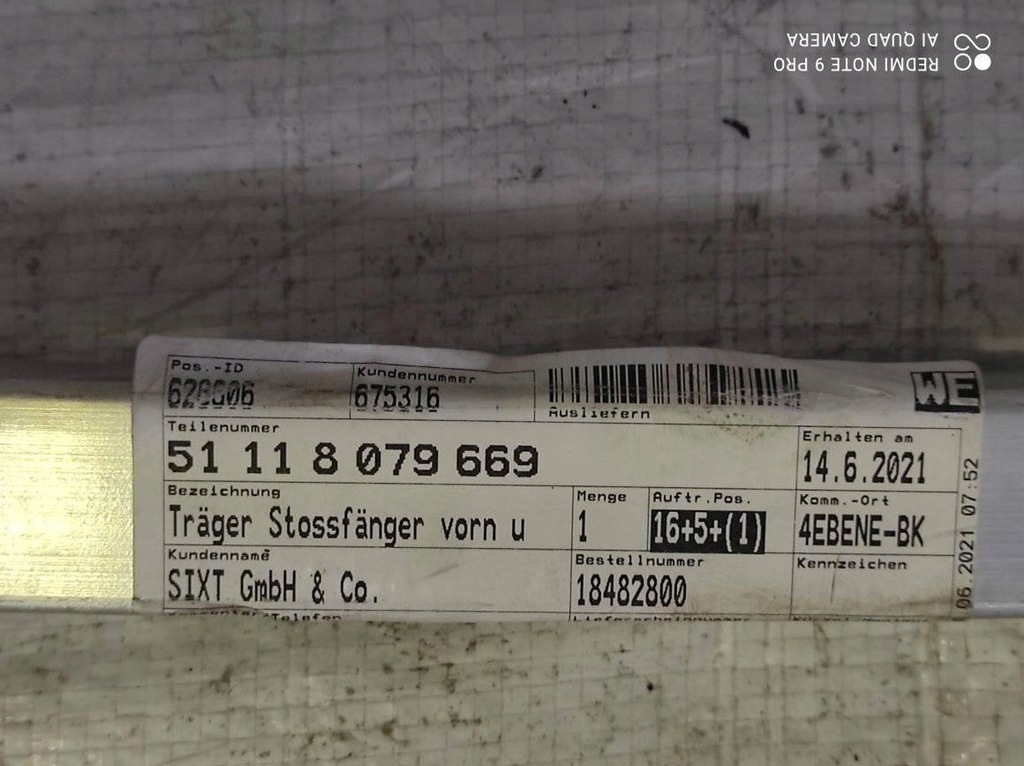 REDMI NOTE 9 PRO
AI QUAD CAMERA
Pos.-ID
Kundennummer
675316
Ausliefern
WE
Teilenummer
51 11 8 079 669
Erhalten am
14.6.2021
Bezeichnung
Träger Stossfänger vorn u
Menge
1
Auftr.Pos.
16+5+(1)
Komm.-Ort
4EBENE-BK
Kundenname
SIXT GmbH & Co.
Bestellnummer
18482800
Kennzeichen
06.2021 07:52